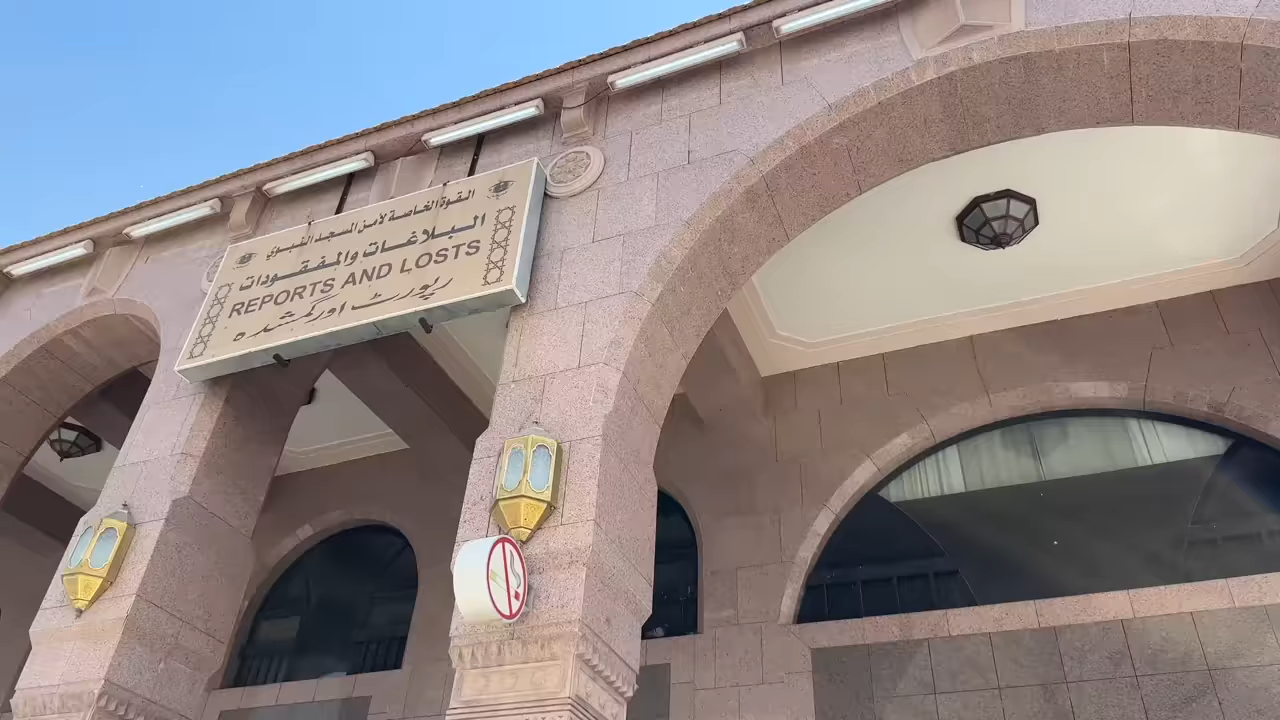 القوة الخاصة لأمن المسجد النبوي
البلاغات والمفقودات
REPORTS AND LOSTS
رپورٹ اور گمشدہ